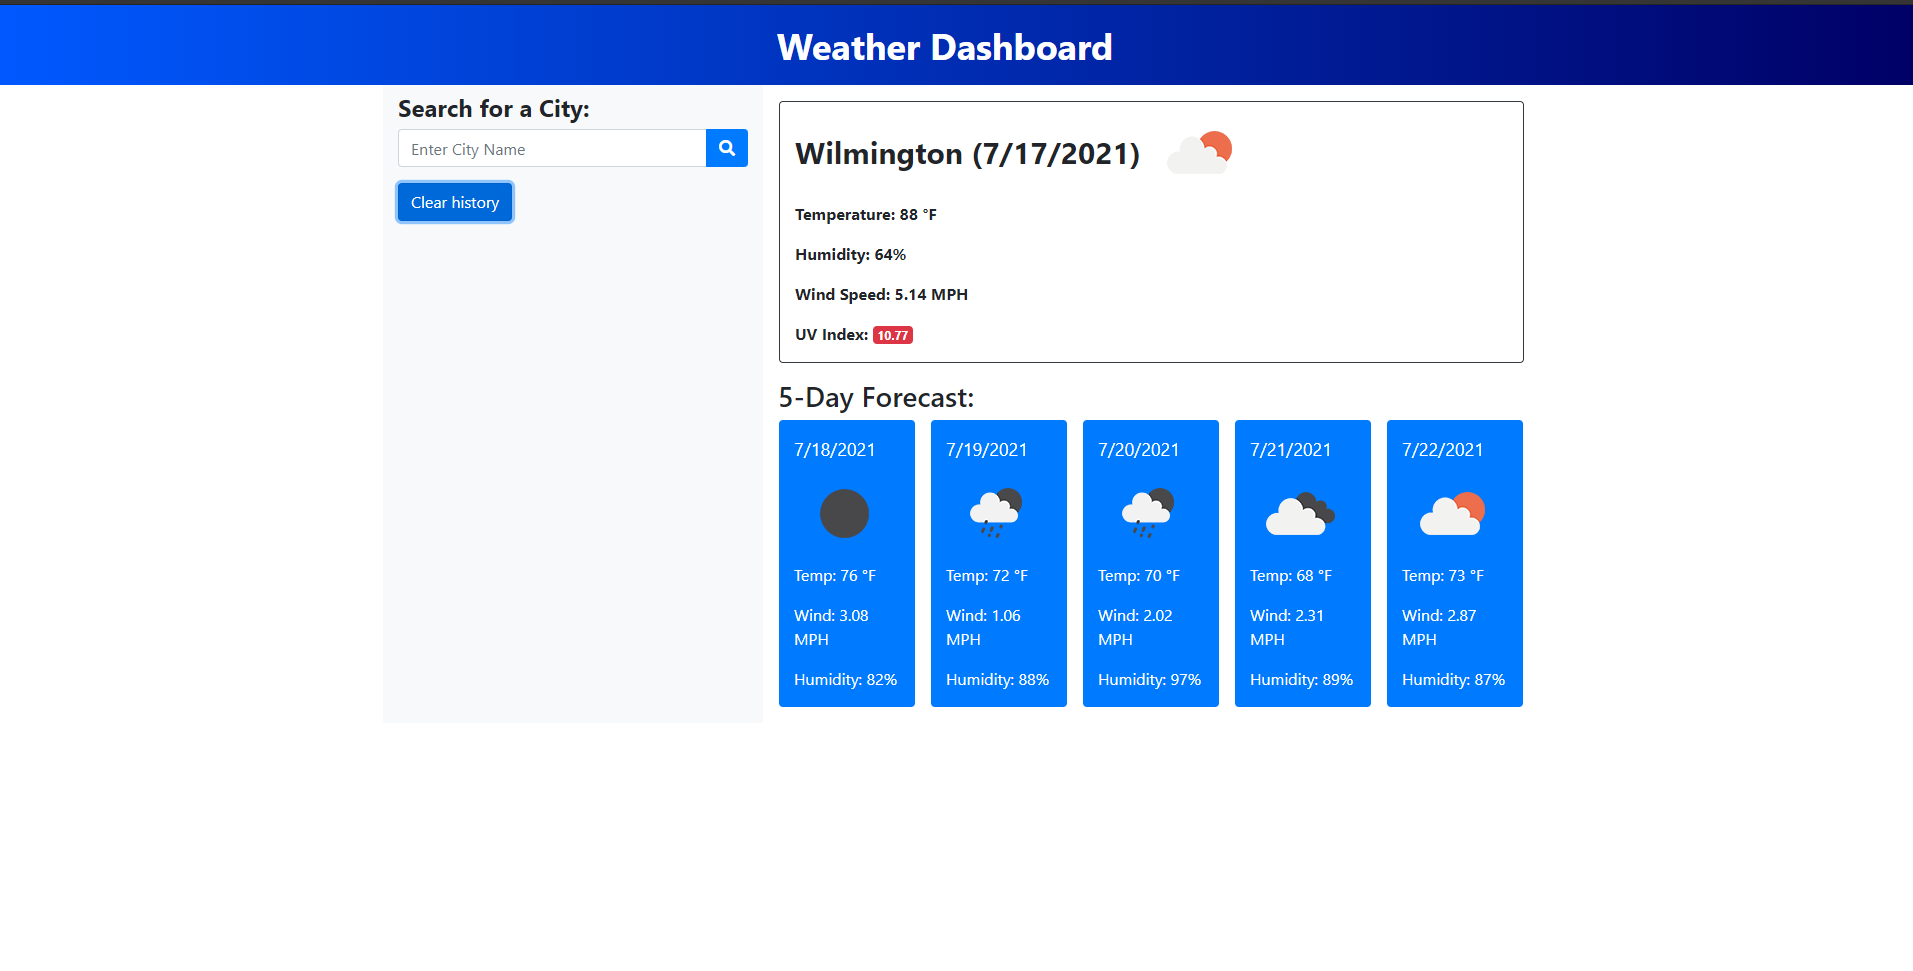 Weather Dashboard
Search for a City:
Enter City Name
Clear history
Wilmington (7/17/2021)
Temperature: 88 °F
Humidity: 64%
Wind Speed: 5.14 MPH
UV Index: 10.77
5-Day Forecast:
7/18/2021
Temp: 76 °F
Wind: 3.08
MPH
Humidity: 82%
7/19/2021
Temp: 72 °F
Wind: 1.06
MPH
Humidity: 88%
7/20/2021
Temp: 70 °F
Wind: 2.02
MPH
Humidity: 97%
7/21/2021
Temp: 68 °F
Wind: 2.31
MPH
Humidity: 89%
7/22/2021
Temp: 73 °F
Wind: 2.87
MPH
Humidity: 87%